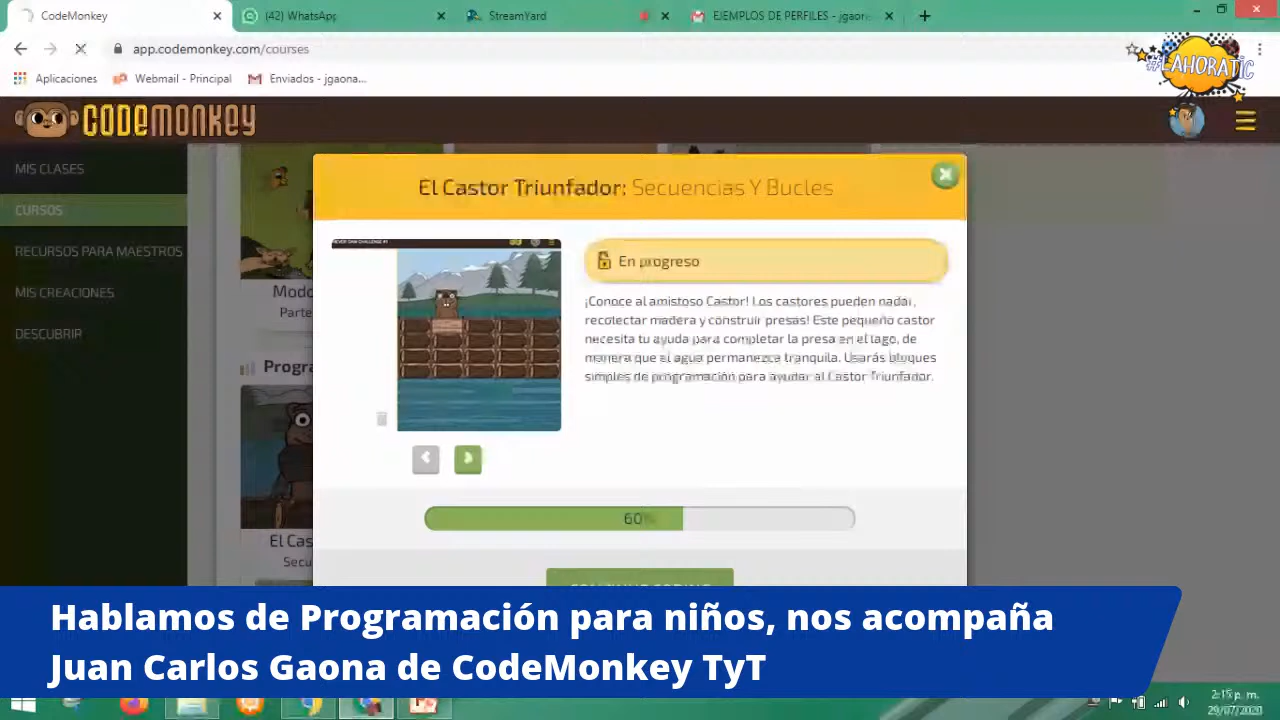 CodeMonkey
(42) WhatsApp
StreamYard
EJEMPLOS DE PERFILES - jgaor
app.codemonkey.com/courses
#LAHORATIC
Aplicaciones
Webmail - Principal
Enviados - jgaona...
CODEMONKEY
MIS CLASES
CURSOS
RECURSOS PARA MAESTROS
MIS CREACIONES
DESCUBRIR
Modo
Parte
Progra
El Cas
Secu
El Castor Triunfador: Secuencias Y Bucles
En progreso
¡Conoce al amistoso Castor! Los castores pueden nadar,
recolectar madera y construir presas! Este pequeño castor
necesita tu ayuda para completar la presa en el lago, de
manera que el agua permanezca tranquila. Usarás bloques
simples de programación para ayudar al Castor Triunfador.
60%
Hablamos de Programación para niños, nos acompaña
Juan Carlos Gaona de CodeMonkey TyT
2:15 p. m.